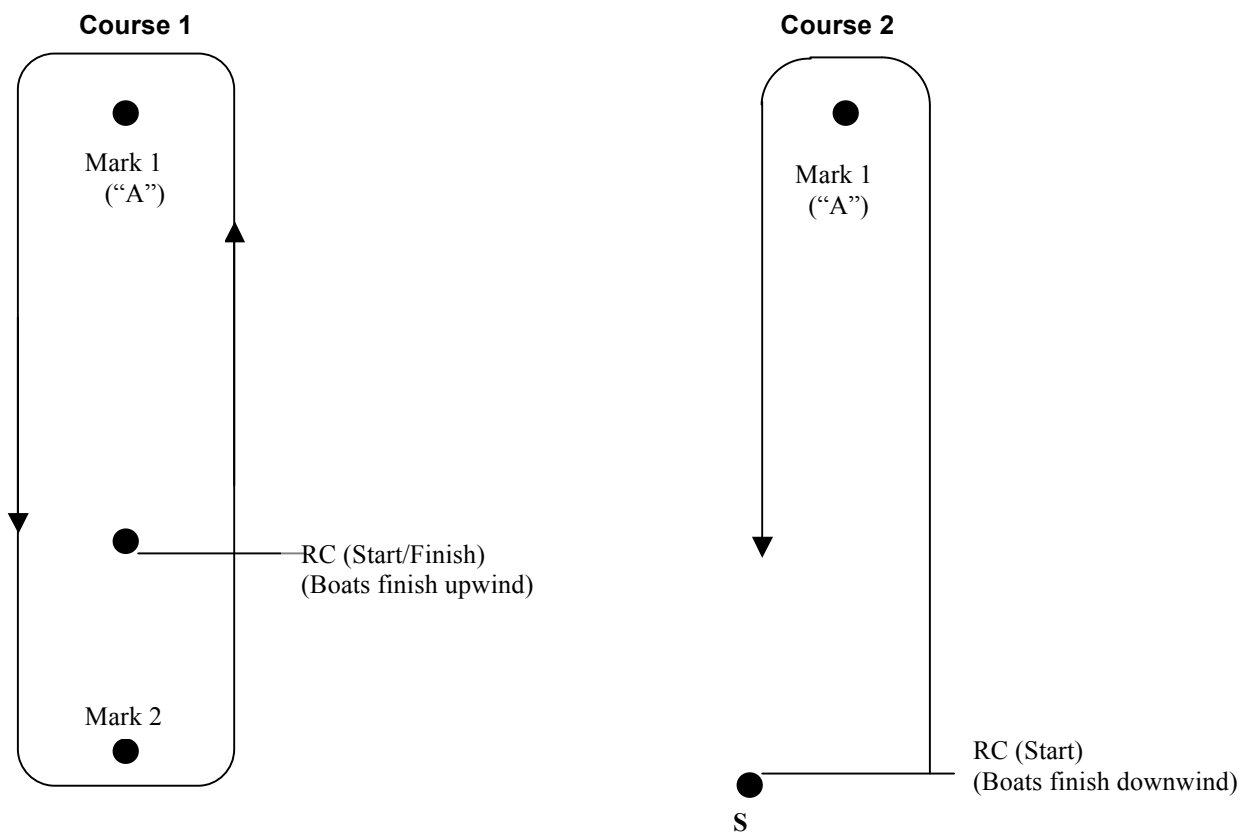 Course 1
Mark 1
(“A”)
RC (Start/Finish)
(Boats finish upwind)
Mark 2
Course 2
Mark 1
(“A”)
RC (Start)
(Boats finish downwind)
S